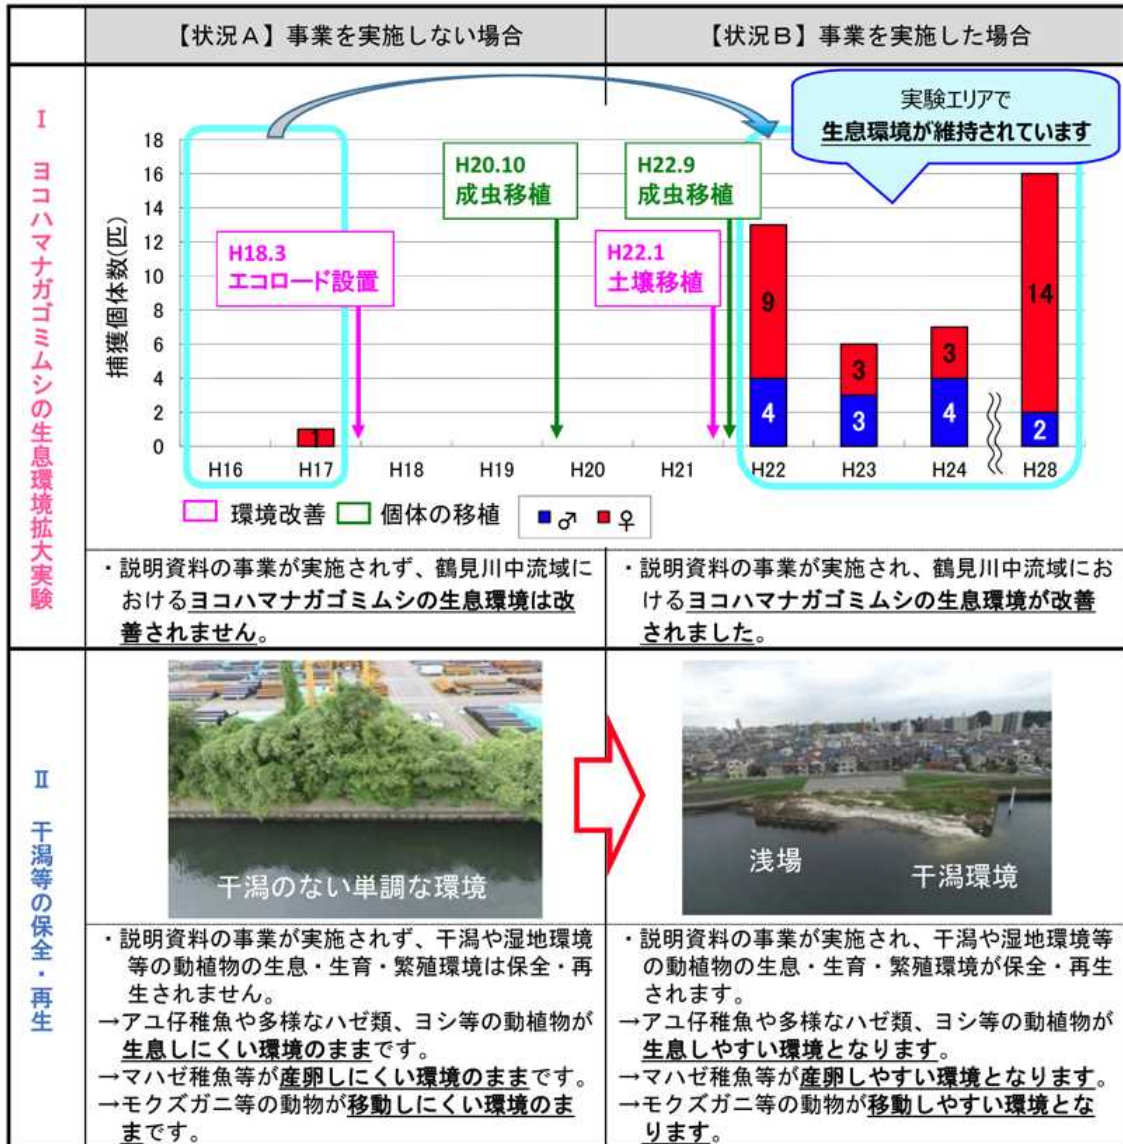 【状況A】事業を実施しない場合
【状況B】事業を実施した場合
Ⅰ ヨコハマナガゴミムシの生息環境拡大実験
実験エリアで
生息環境が維持されています
捕獲個体数(匹)
18
16
14
12
10
8
6
4
2
0
H18.3
エコロード設置
H20.10
成虫移植
H22.1
土壌移植
H22.9
成虫移植
1
9
4
3
3
3
4
14
2
H16 H17 H18 H19 H20 H21 H22 H23 H24 H28
環境改善 個体の移植 ♂ ♀
・説明資料の事業が実施されず、鶴見川中流域に
おけるヨコハマナガゴミムシの生息環境は改
善されません。
・説明資料の事業が実施され、鶴見川中流域にお
けるヨコハマナガゴミムシの生息環境が改善
されました。
Ⅱ 干潟等の保全・再生
干潟のない単調な環境
浅場
干潟環境
・説明資料の事業が実施されず、干潟や湿地環境
等の動植物の生息・生育・繁殖環境は保全・再
生されません。
→アユ仔稚魚や多様なハゼ類、ヨシ等の動植物が
生息しにくい環境のままです。
→マハゼ稚魚等が産卵しにくい環境のままです。
→モクズガニ等の動物が移動しにくい環境のま
まです。
・説明資料の事業が実施され、干潟や湿地環境等
の動植物の生息・生育・繁殖環境が保全・再生
されます。
→アユ仔稚魚や多様なハゼ類、ヨシ等の動植物が
生息しやすい環境となります。
→マハゼ稚魚等が産卵しやすい環境となります。
→モクズガニ等の動物が移動しやすい環境とな
ります。